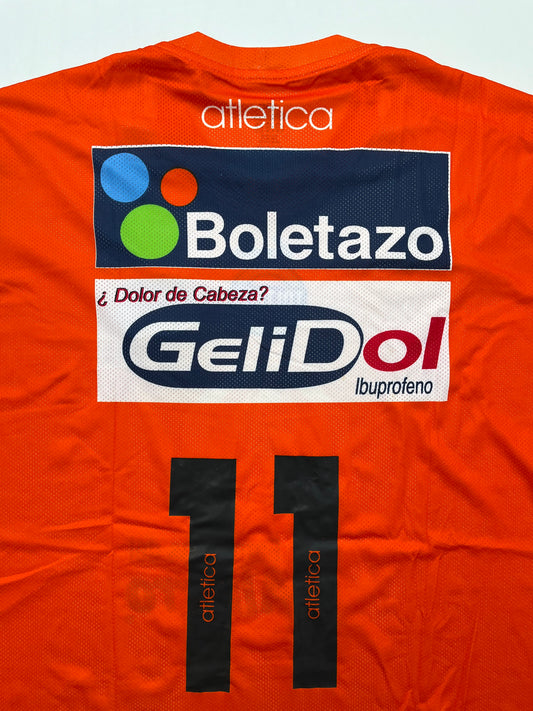 atletica
Boletazo
¿ Dolor de Cabeza?
GeliDol
Ibuprofeno
11
atletica
atletica